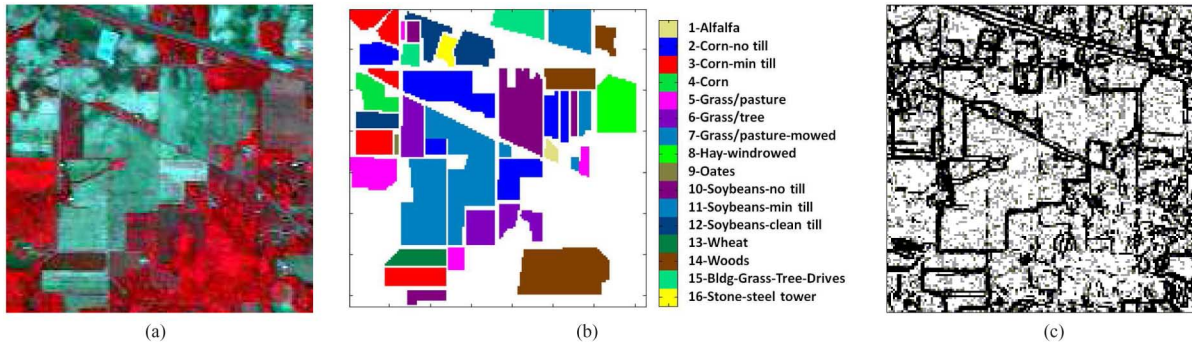 1-Alfalfa
2-Corn-no till
3-Corn-min till
4-Corn
5-Grass/pasture
6-Grass/tree
7-Grass/pasture-mowed
8-Hay-windrowed
9-Oates
10-Soybeans-no till
11-Soybeans-min till
12-Soybeans-clean till
13-Wheat
14-Woods
15-Bldg-Grass-Tree-Drives
16-Stone-steel tower
(a)
(b)
(c)